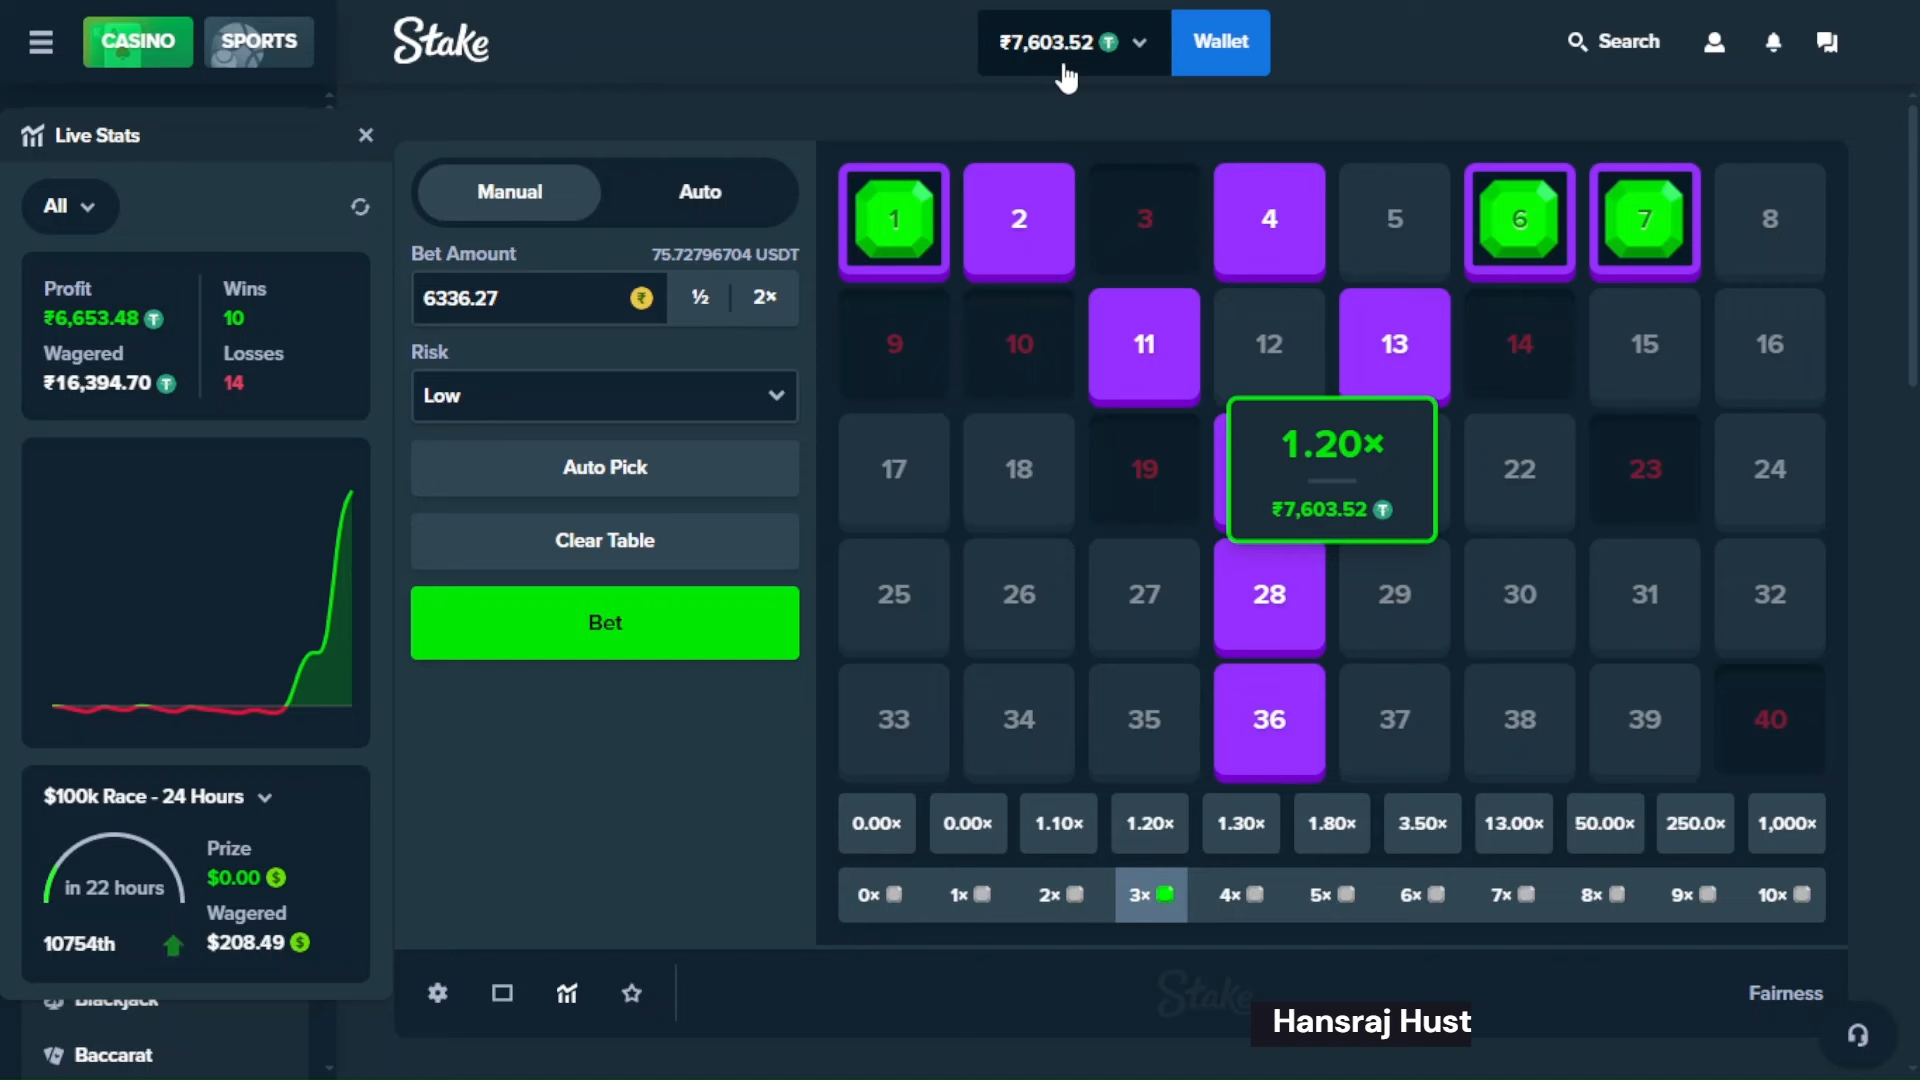 CASINO
SPORTS
Stake
₹7,603.52
Wallet
Search
Live Stats
All
Profit
₹6,653.48
Wins
10
Wagered
₹16,394.70
Losses
14
$100k Race - 24 Hours
in 22 hours
Prize
$0.00
Wagered
$208.49
10754th
Blackjack
Baccarat
Manual
Auto
Bet Amount
75.72796704 USDT
6336.27
½
2×
Risk
Low
Auto Pick
Clear Table
Bet
1 2 3 4 5 6 7 8
9 10 11 12 13 14 15 16
17 18 19 22 23 24
1.20×
₹7,603.52
25 26 27 28 29 30 31 32
33 34 35 36 37 38 39 40
0.00× 0.00× 1.10× 1.20× 1.30× 1.80× 3.50× 13.00× 50.00× 250.0× 1,000×
0× 1× 2× 3× 4× 5× 6× 7× 8× 9× 10×
Stake
Fairness
Hansraj Hust